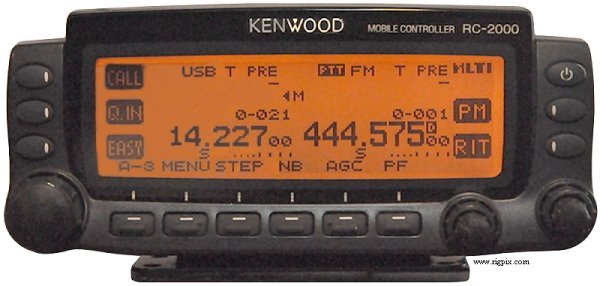 KENWOOD MOBILE CONTROLLER RC-2000
CALL USB T PRE PTT FM T PRE MLTI
M
Q.IN 0-021 0-001 PM
EASY 14.227.00 444.575.00 RIT
S S
A-3 MENU STEP NB AGC PF
www.rigpix.com